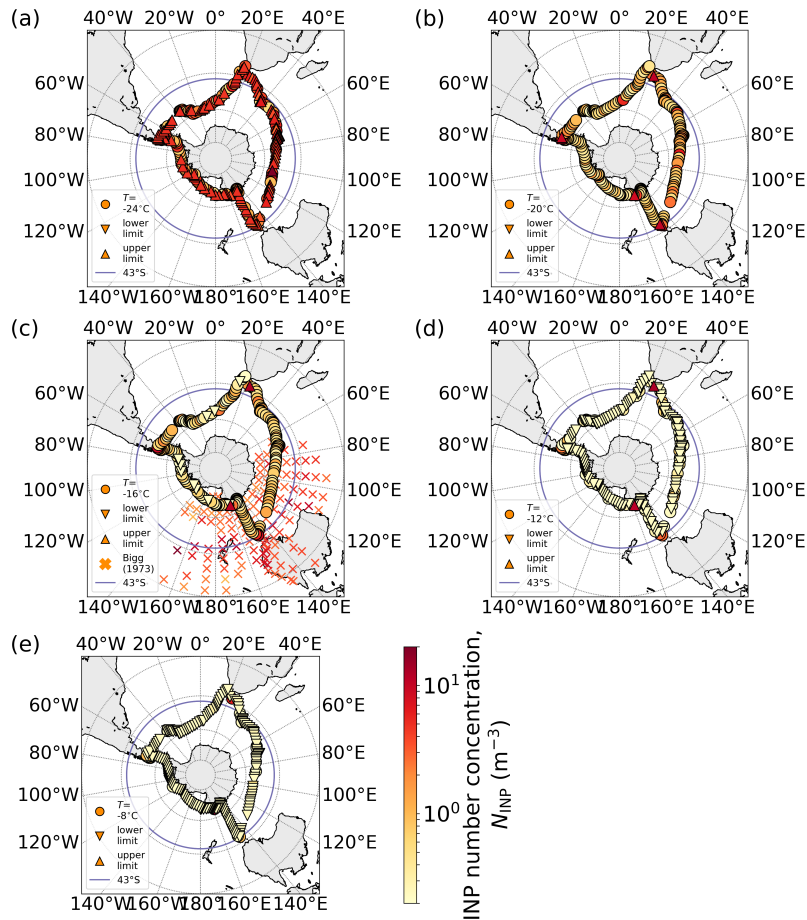 (a)
40°W 20°W 0° 20°E 40°E
60°W 60°E
80°W 80°E
100°W 100°E
120°W 120°E
140°W 160°W 180° 160°E 140°E
T=
-24°C
lower
limit
upper
limit
43°S
(b)
40°W 20°W 0° 20°E 40°E
60°W 60°E
80°W 80°E
100°W 100°E
120°W 120°E
140°W 160°W 180° 160°E 140°E
T=
-20°C
lower
limit
upper
limit
43°S
(c)
40°W 20°W 0° 20°E 40°E
60°W 60°E
80°W 80°E
100°W 100°E
120°W 120°E
140°W 160°W 180° 160°E 140°E
T=
-16°C
lower
limit
upper
limit
Bigg
(1973)
43°S
(d)
40°W 20°W 0° 20°E 40°E
60°W 60°E
80°W 80°E
100°W 100°E
120°W 120°E
140°W 160°W 180° 160°E 140°E
T=
-12°C
lower
limit
upper
limit
43°S
(e)
40°W 20°W 0° 20°E 40°E
60°W 60°E
80°W 80°E
100°W 100°E
120°W 120°E
140°W 160°W 180° 160°E 140°E
T=
-8°C
lower
limit
upper
limit
43°S
10¹
10⁰
INP number concentration,
N_INP (m⁻³)